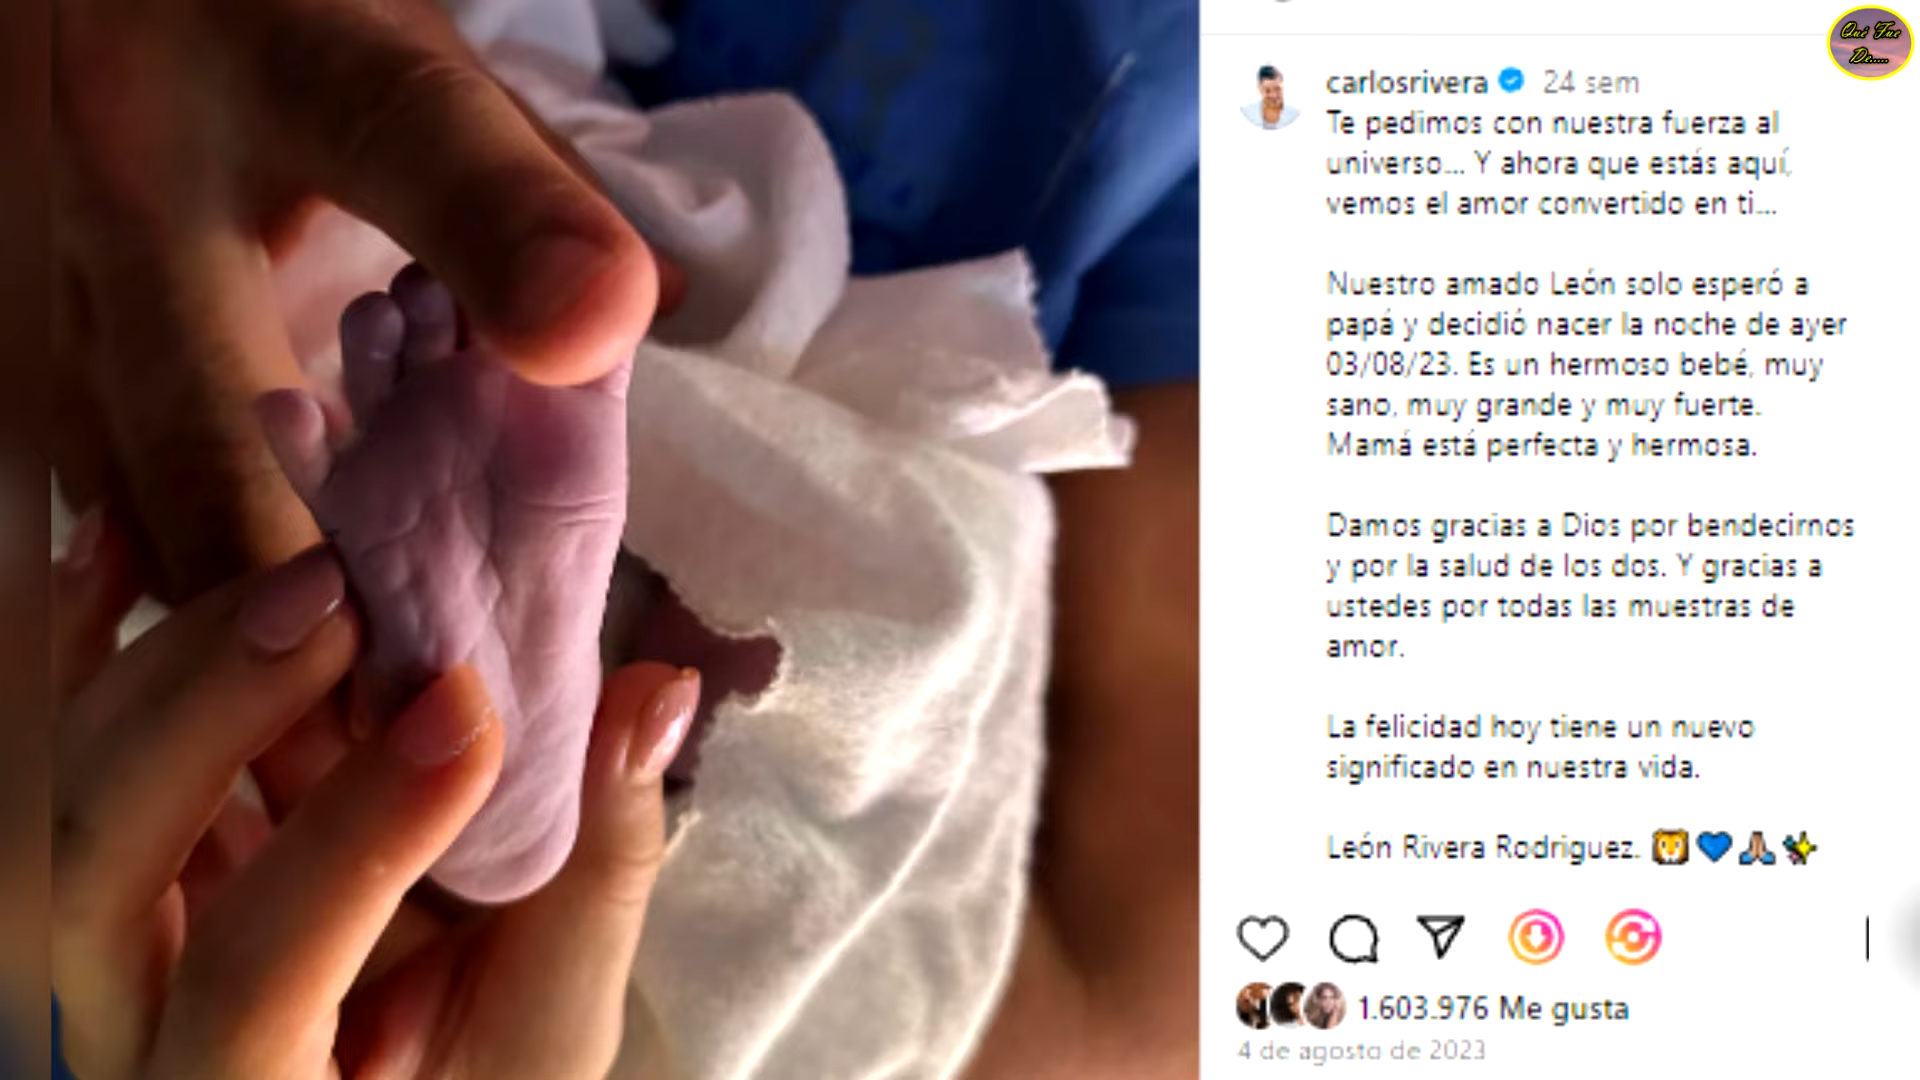 Qué Fue
De.....
carlosrivera 24 sem
Te pedimos con nuestra fuerza al
universo... Y ahora que estás aquí,
vemos el amor convertido en ti...
Nuestro amado León solo esperó a
papá y decidió nacer la noche de ayer
03/08/23. Es un hermoso bebé, muy
sano, muy grande y muy fuerte.
Mamá está perfecta y hermosa.
Damos gracias a Dios por bendecirnos
y por la salud de los dos. Y gracias a
ustedes por todas las muestras de
amor.
La felicidad hoy tiene un nuevo
significado en nuestra vida.
León Rivera Rodriguez. 🦁💙🙏🏼✨
1.603.976 Me gusta
4 de agosto de 2023